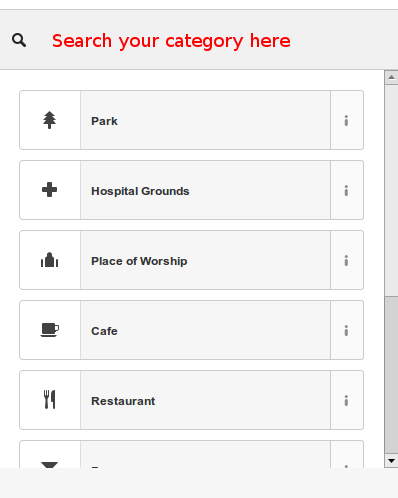 Search your category here
Park
Hospital Grounds
Place of Worship
Cafe
Restaurant